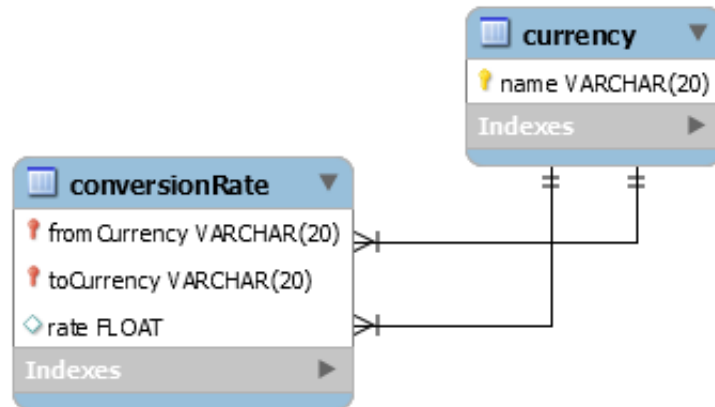 currency
name VARCHAR(20)
Indexes
conversionRate
fromCurrency VARCHAR(20)
toCurrency VARCHAR(20)
rate FLOAT
Indexes